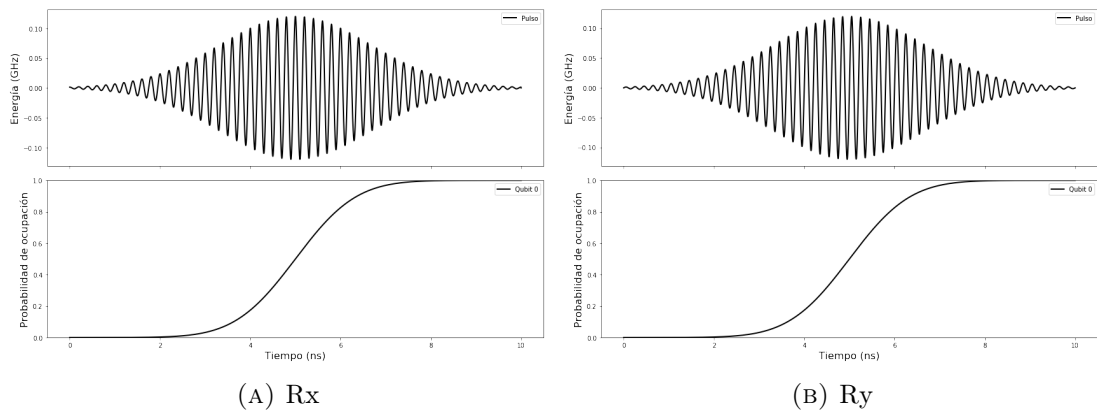 Energía (GHz)
0.10
0.05
0.00
−0.05
−0.10
Pulso
Probabilidad de ocupación
1.0
0.8
0.6
0.4
0.2
0.0
Qubit 0
0 2 4 6 8 10
Tiempo (ns)
(A) Rx
Energía (GHz)
0.10
0.05
0.00
−0.05
−0.10
Pulso
Probabilidad de ocupación
1.0
0.8
0.6
0.4
0.2
0.0
Qubit 0
0 2 4 6 8 10
Tiempo (ns)
(B) Ry